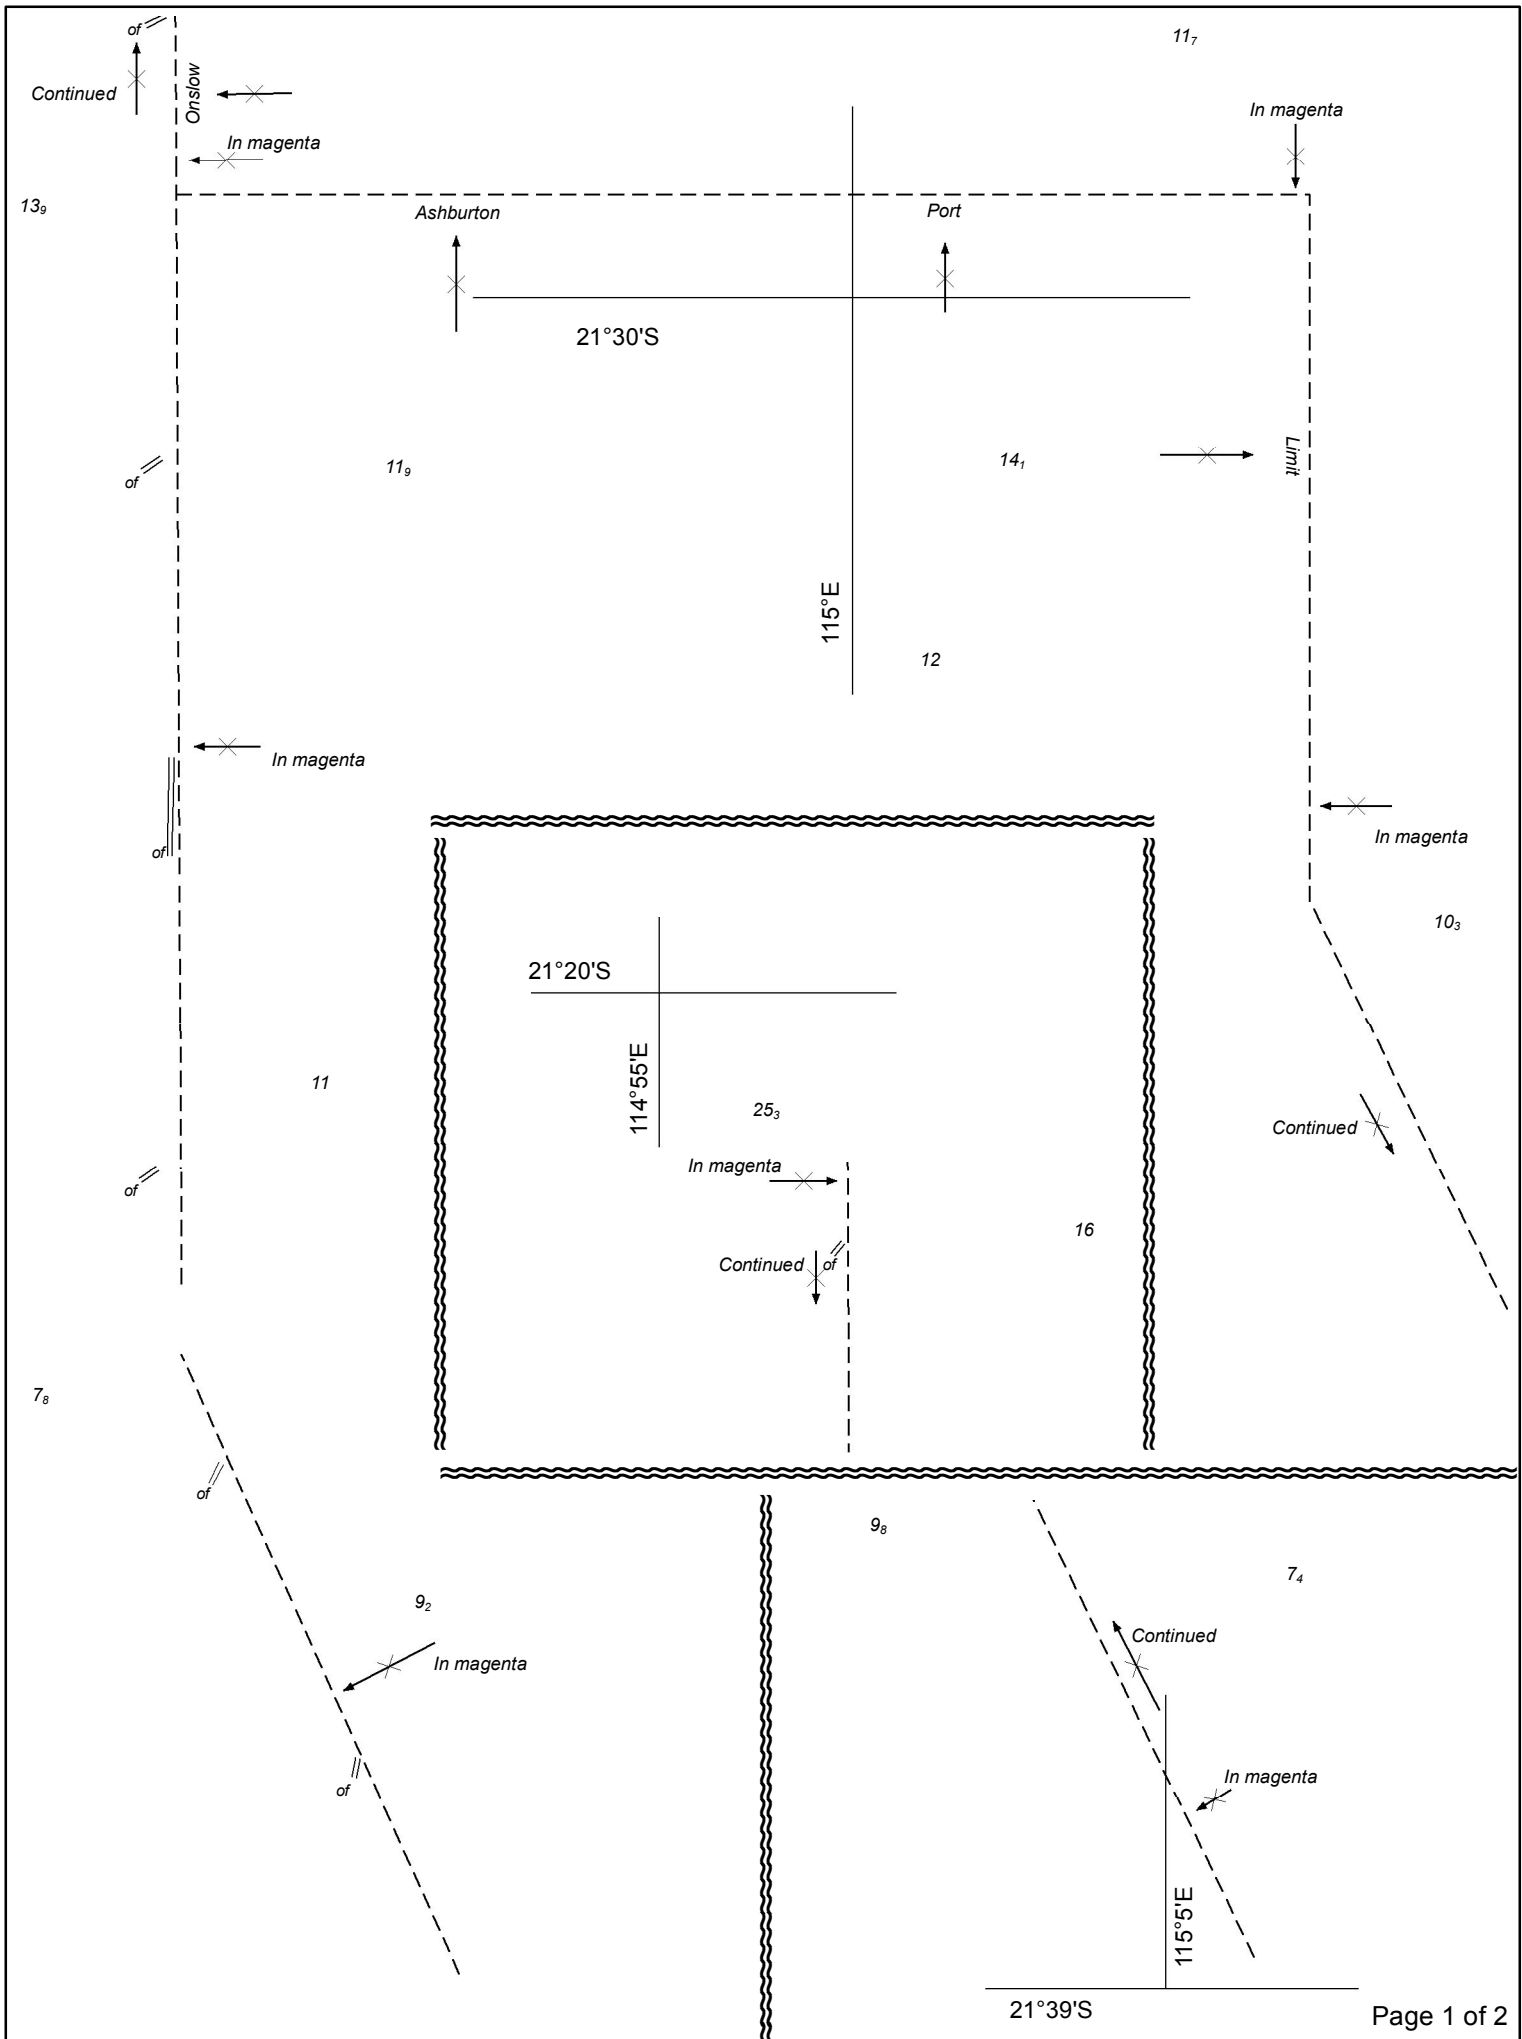 of
11₇
Continued
Onslow
In magenta
In magenta
13₉
Ashburton
Port
21°30'S
of
11₉
14₁
Limit
115°E
12
In magenta
of
In magenta
10₃
21°20'S
114°55'E
11
25₃
Continued
In magenta
of
16
Continued
of
7₈
of
9₈
7₄
9₂
Continued
In magenta
In magenta
of
115°5'E
21°39'S
Page 1 of 2